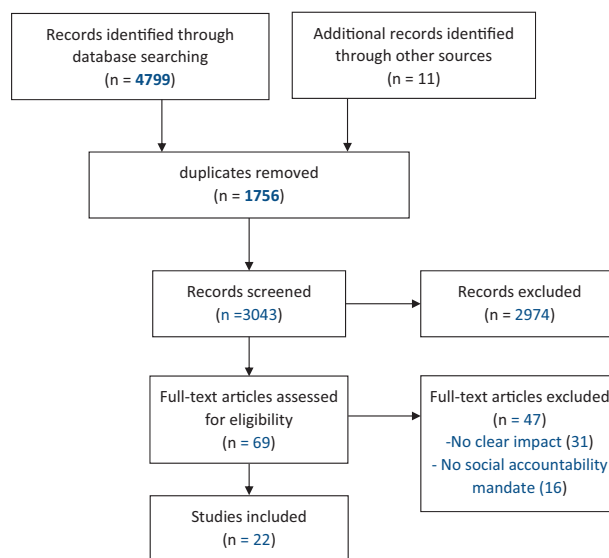 Records identified through
database searching
(n = 4799)
Additional records identified
through other sources
(n = 11)
duplicates removed
(n = 1756)
Records screened
(n =3043)
Records excluded
n = 2974)
Full-text articles assessed
for eligibility
(n = 69)
Full-text articles excluded
(n = 47)
-No clear impact (31)
- No social accountability
mandate (16)
Studies included
(n = 22)